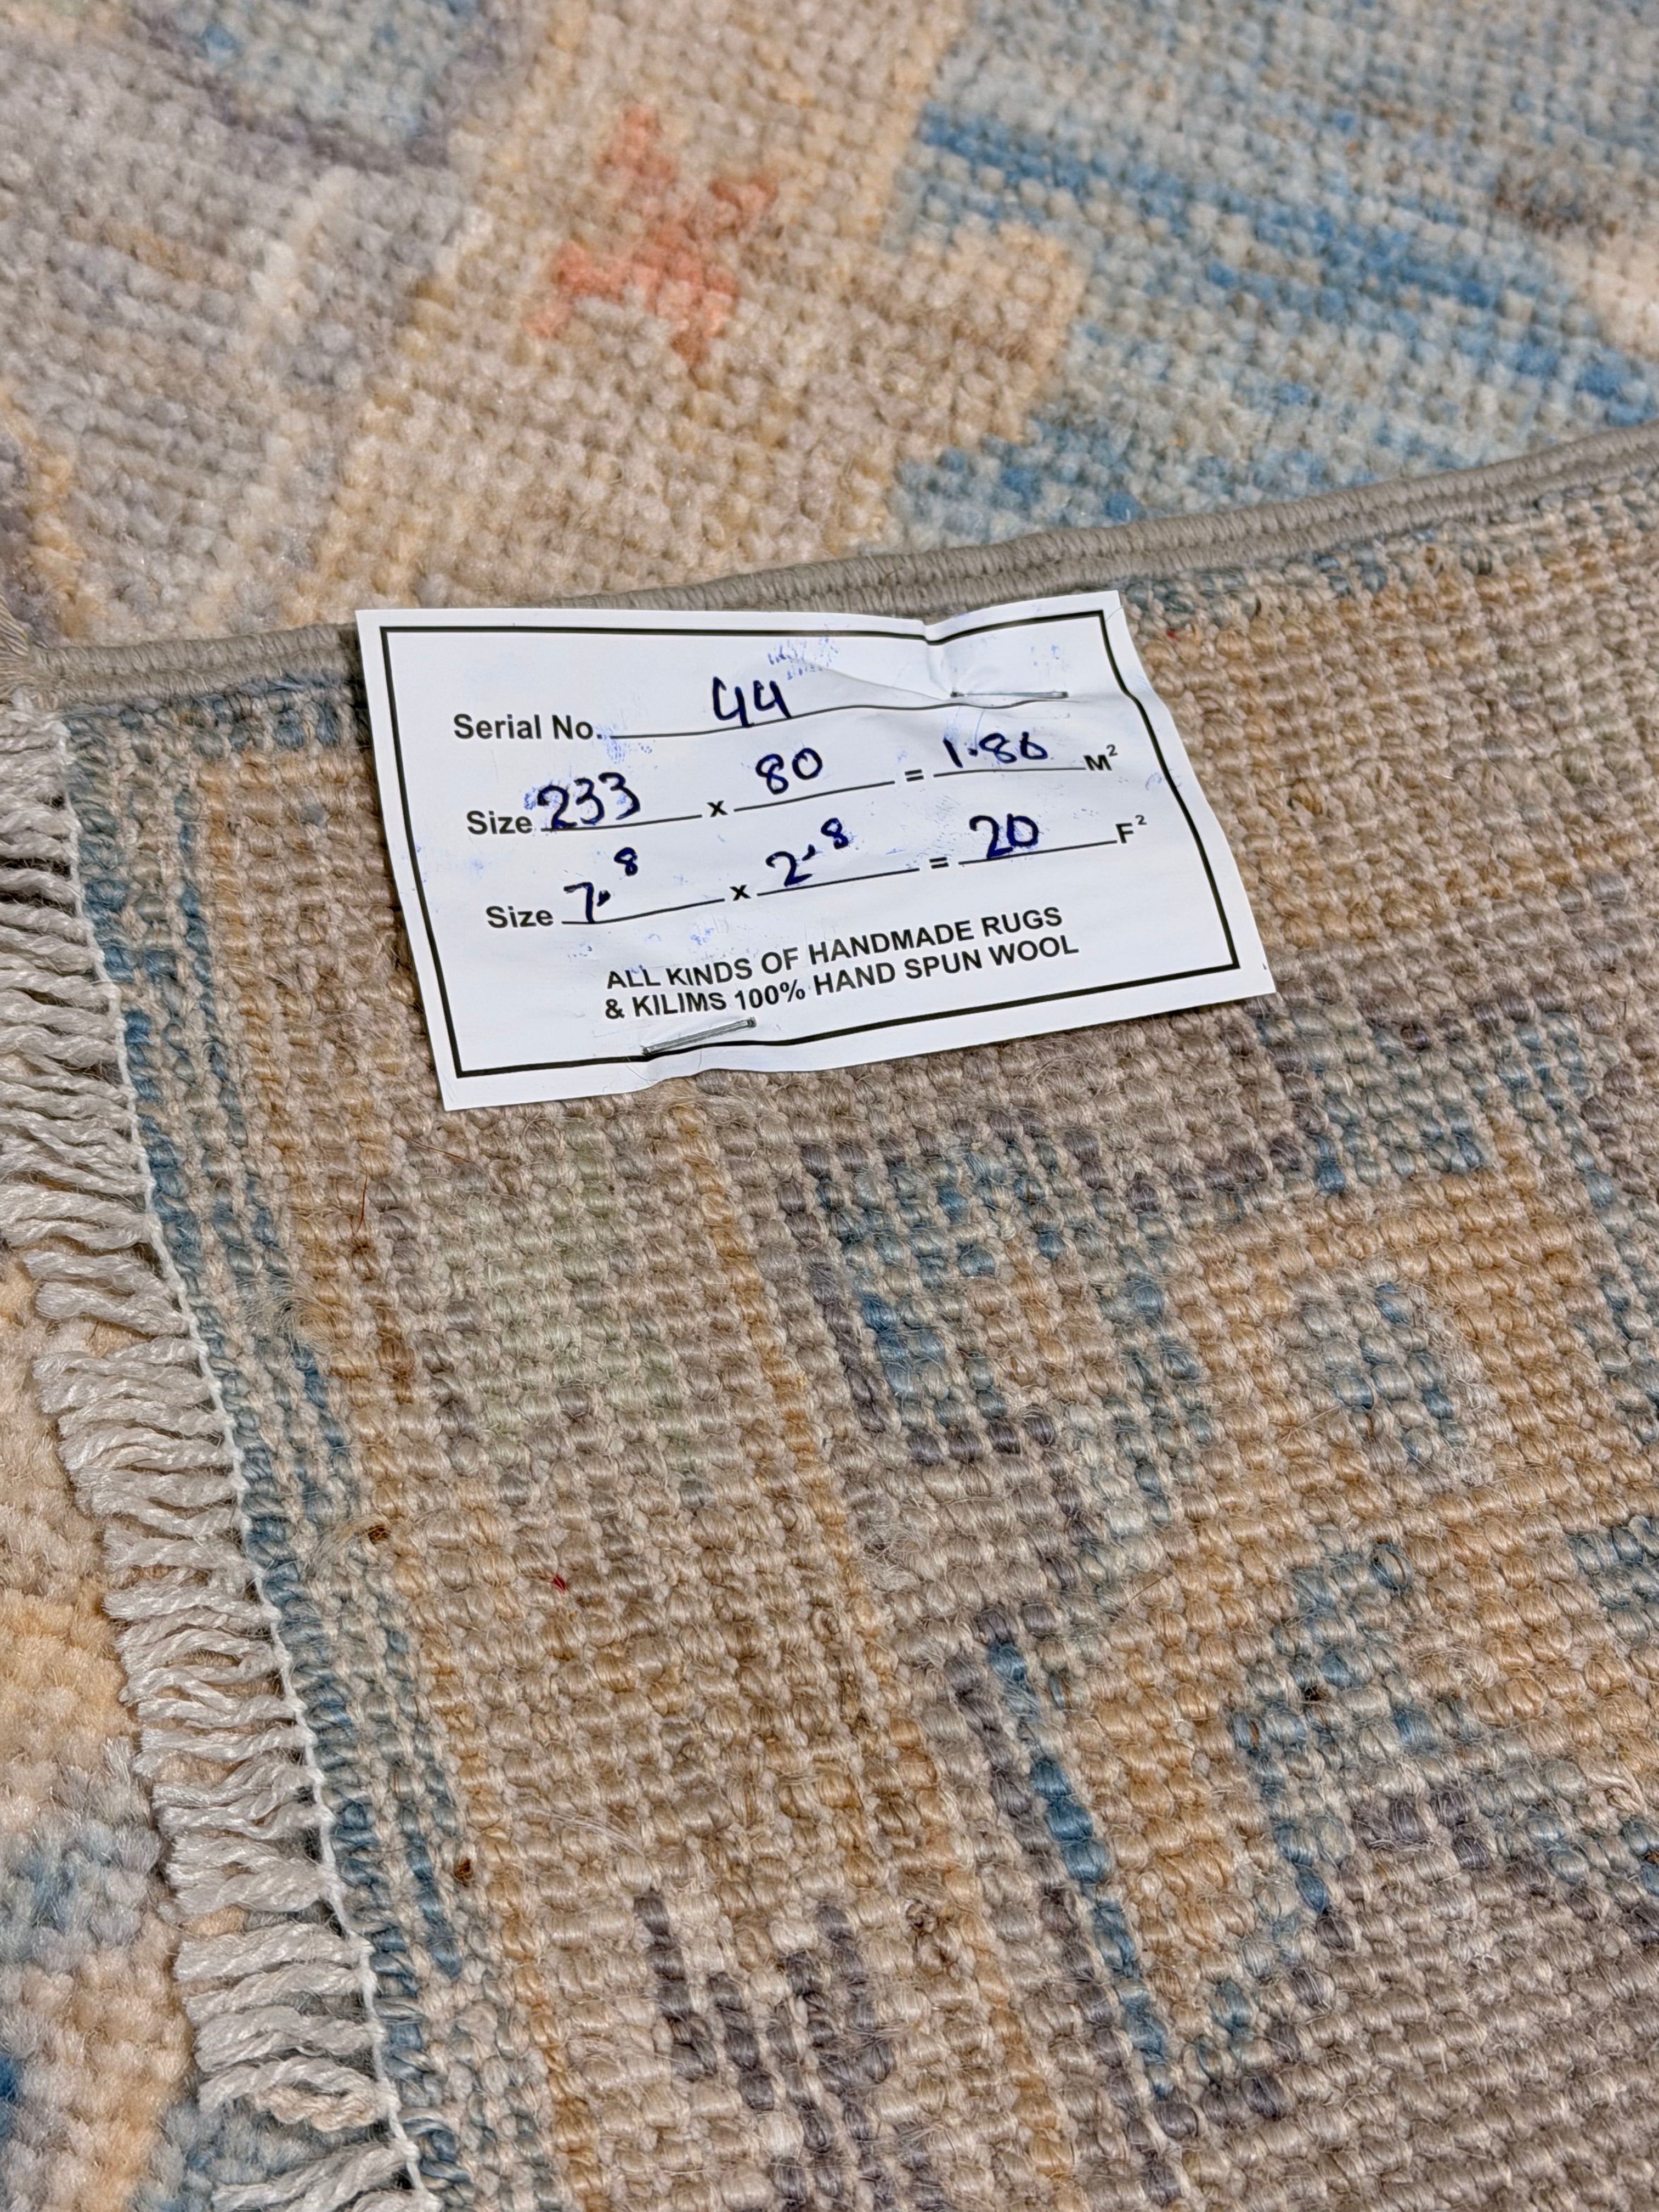 Serial No. 44
Size 233 x 80 = 1.86 M²
Size 7.8 x 2.8 = 20 F²
ALL KINDS OF HANDMADE RUGS
& KILIMS 100% HAND SPUN WOOL